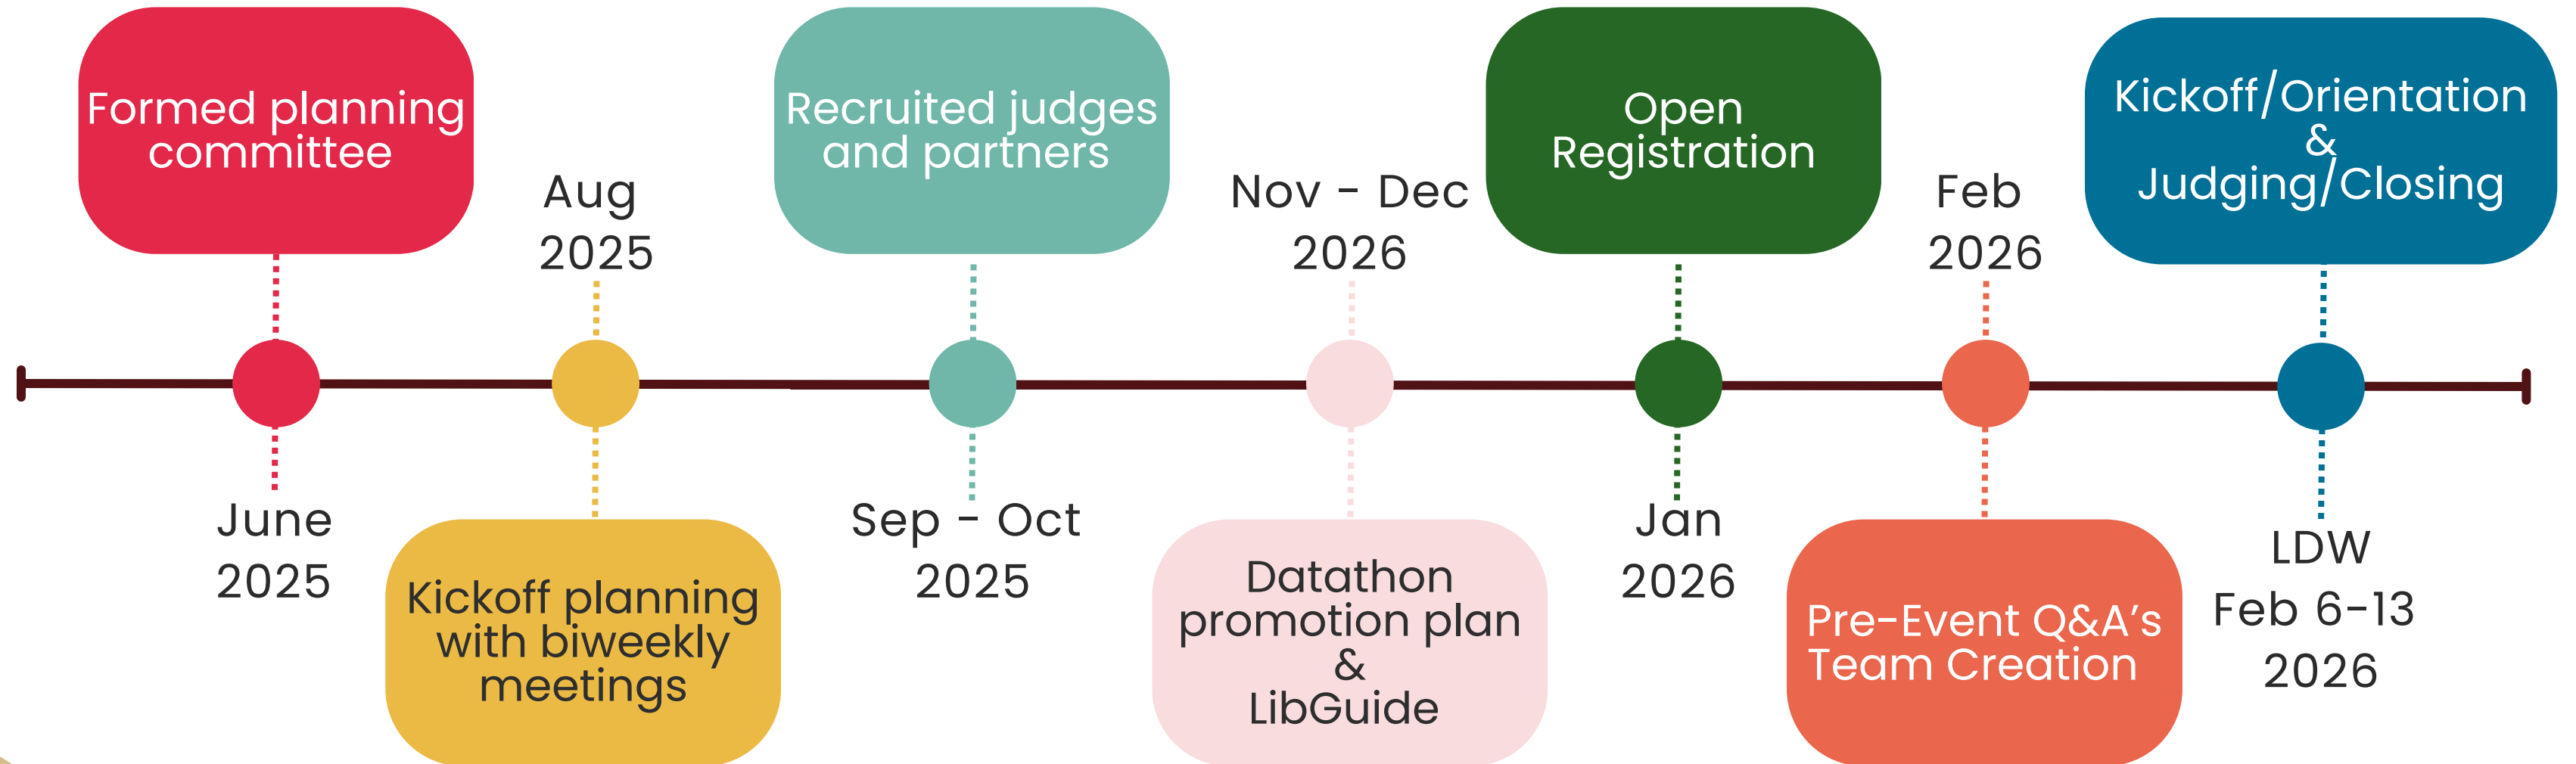 Formed planning
committee
June
2025
Aug
2025
Kickoff planning
with biweekly
meetings
Recruited judges
and partners
Sep - Oct
2025
Nov - Dec
2026
Datathon
promotion plan
&
LibGuide
Open
Registration
Jan
2026
Feb
2026
Pre-Event Q&A’s
Team Creation
Kickoff/Orientation
&
Judging/Closing
LDW
Feb 6-13
2026